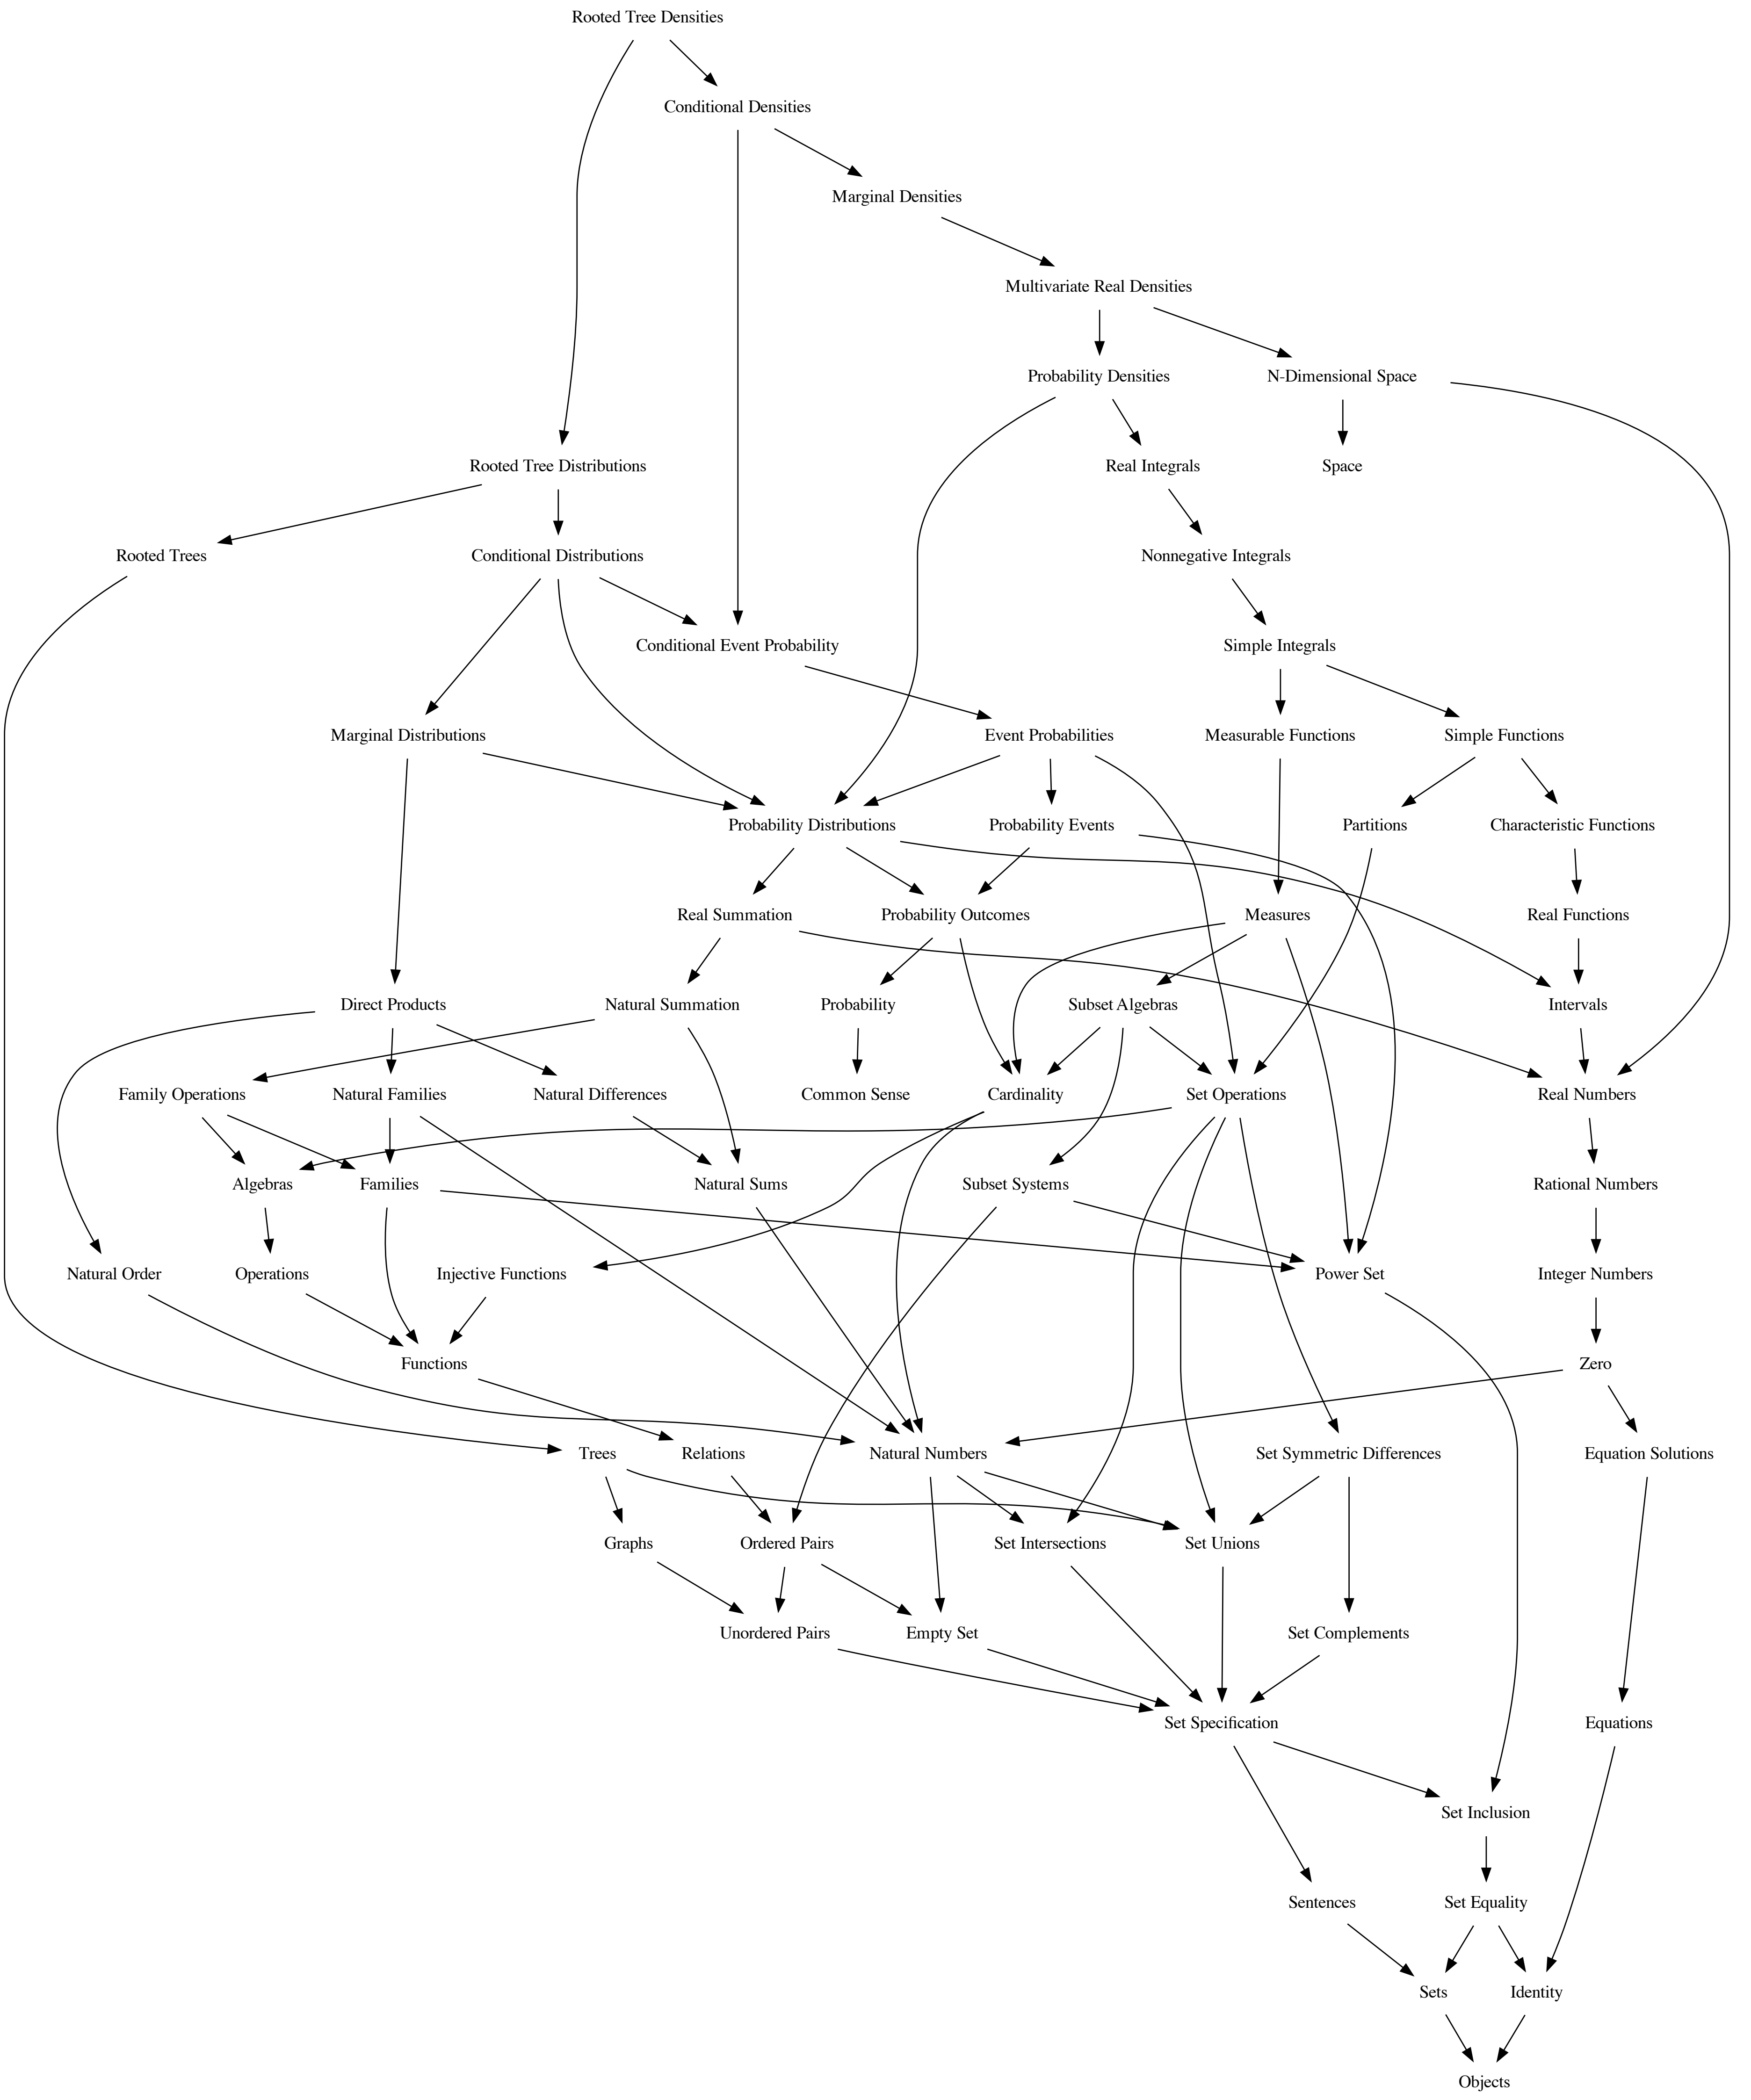 Rooted Tree Densities
Conditional Densities
Marginal Densities
Multivariate Real Densities
Probability Densities
N-Dimensional Space
Rooted Tree Distributions
Real Integrals
Space
Rooted Trees
Conditional Distributions
Nonnegative Integrals
Conditional Event Probability
Simple Integrals
Marginal Distributions
Event Probabilities
Measurable Functions
Simple Functions
Probability Distributions
Probability Events
Partitions
Characteristic Functions
Real Summation
Probability Outcomes
Measures
Real Functions
Direct Products
Natural Summation
Probability
Subset Algebras
Intervals
Family Operations
Natural Families
Natural Differences
Common Sense
Cardinality
Set Operations
Real Numbers
Algebras
Families
Natural Sums
Subset Systems
Rational Numbers
Natural Order
Operations
Injective Functions
Power Set
Integer Numbers
Functions
Zero
Trees
Relations
Natural Numbers
Set Symmetric Differences
Equation Solutions
Graphs
Ordered Pairs
Set Intersections
Set Unions
Unordered Pairs
Empty Set
Set Complements
Set Specification
Equations
Set Inclusion
Sentences
Set Equality
Sets
Identity
Objects